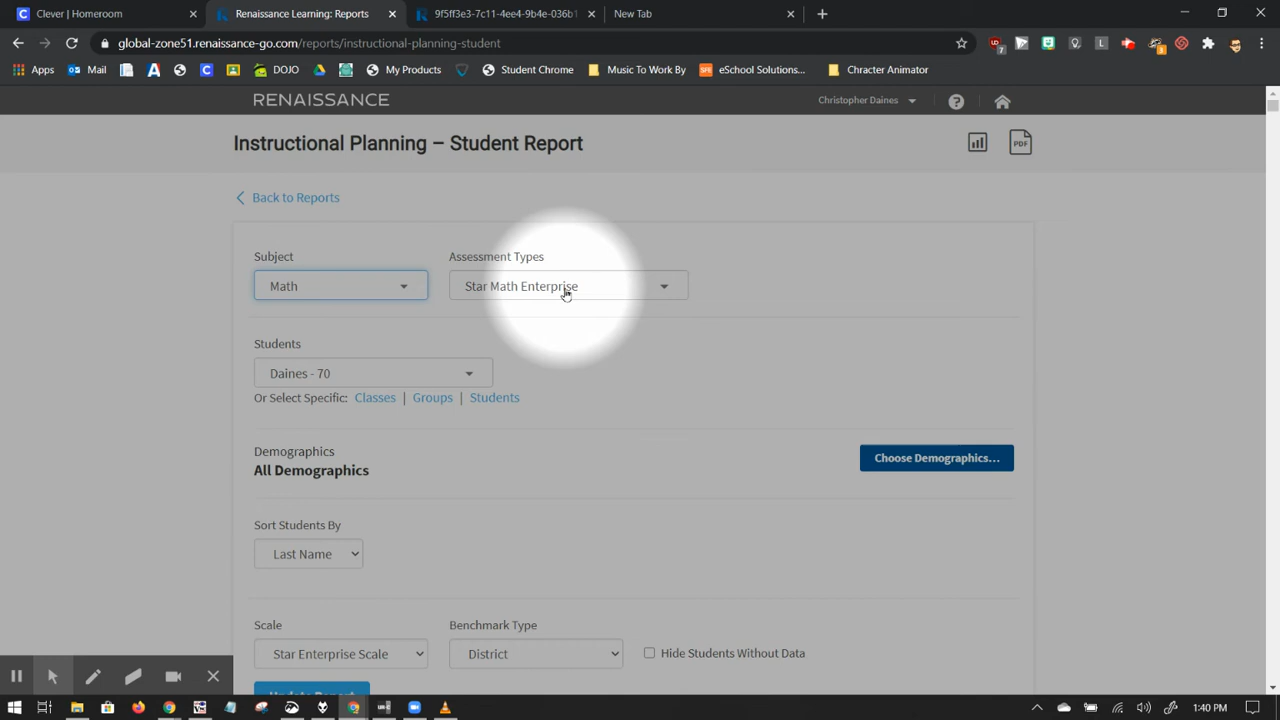 Clever | Homeroom
Renaissance Learning: Reports
9f5ff3e3-7c11-4ee4-9b4e-036b1
New Tab
global-zone51.renaissance-go.com/reports/instructional-planning-student
Apps
Mail
DOJO
My Products
Student Chrome
Music To Work By
eSchool Solutions...
Chracter Animator
RENAISSANCE
Christopher Daines
Instructional Planning – Student Report
PDF
Back to Reports
Subject
Assessment Types
Math
Star Math Enterprise
Students
Daines - 70
Or Select Specific: Classes | Groups | Students
Demographics
All Demographics
Choose Demographics...
Sort Students By
Last Name
Scale
Benchmark Type
Star Enterprise Scale
District
Hide Students Without Data
Update Report
1:40 PM